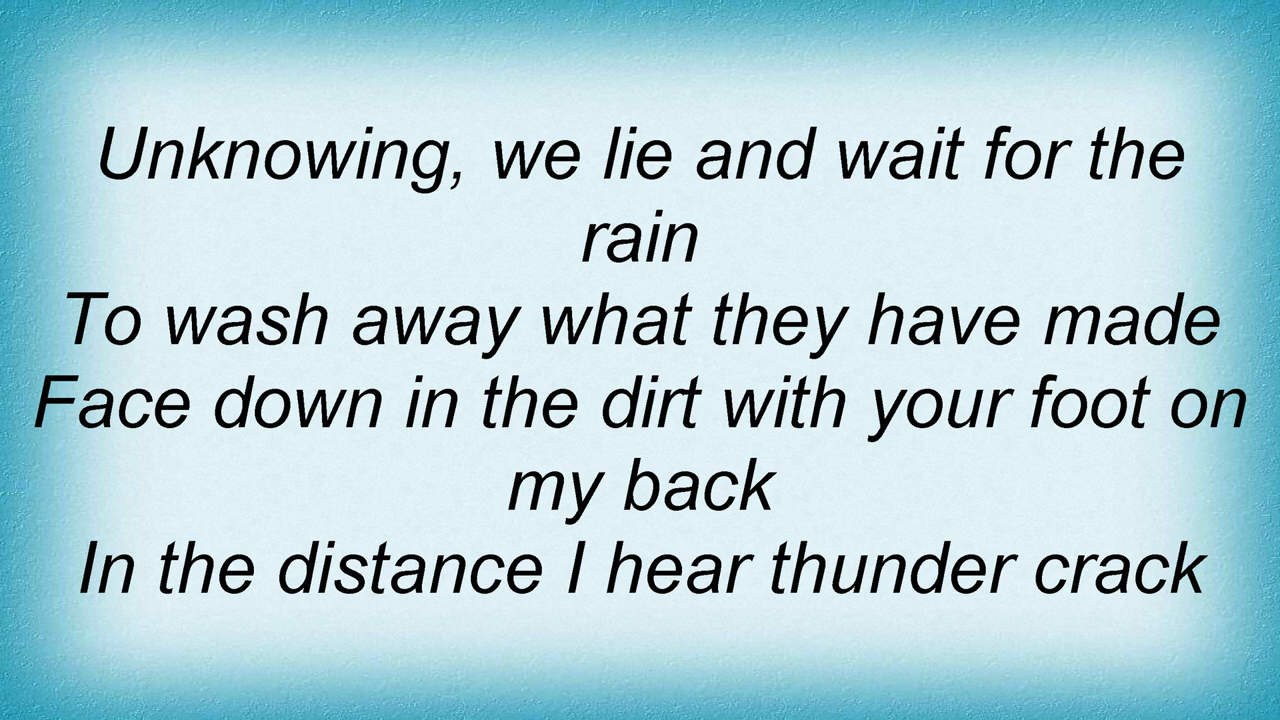 Unknowing, we lie and wait for the
rain
To wash away what they have made
Face down in the dirt with your foot on
my back
In the distance I hear thunder crack